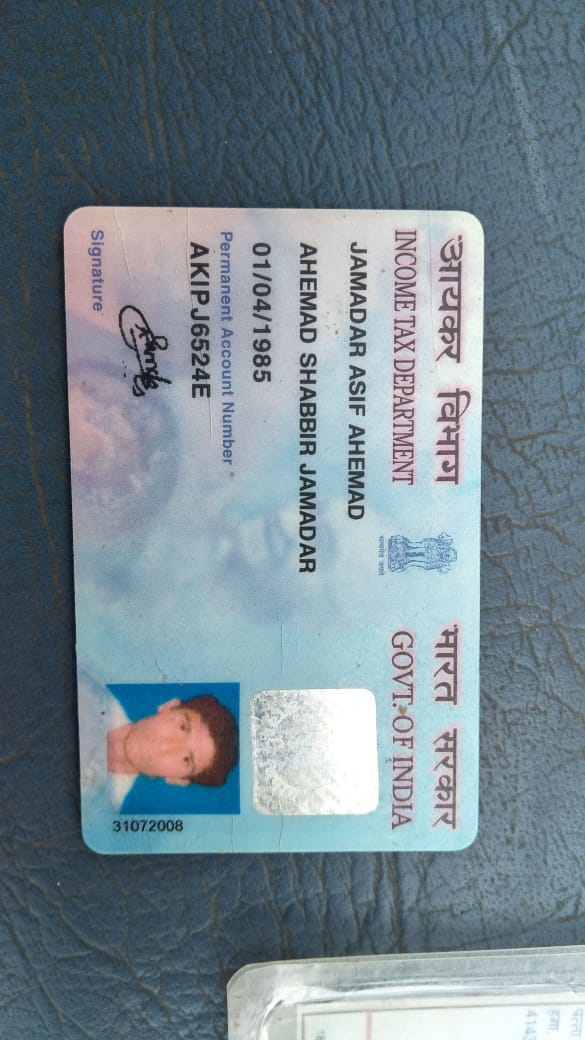 आयकर विभाग भारत सरकार
INCOME TAX DEPARTMENT GOVT. OF INDIA
सत्यमेव जयते
JAMADAR ASIF AHEMAD
AHEMAD SHABBIR JAMADAR
01/04/1985
Permanent Account Number
AKIPJ6524E
Signature
31072008